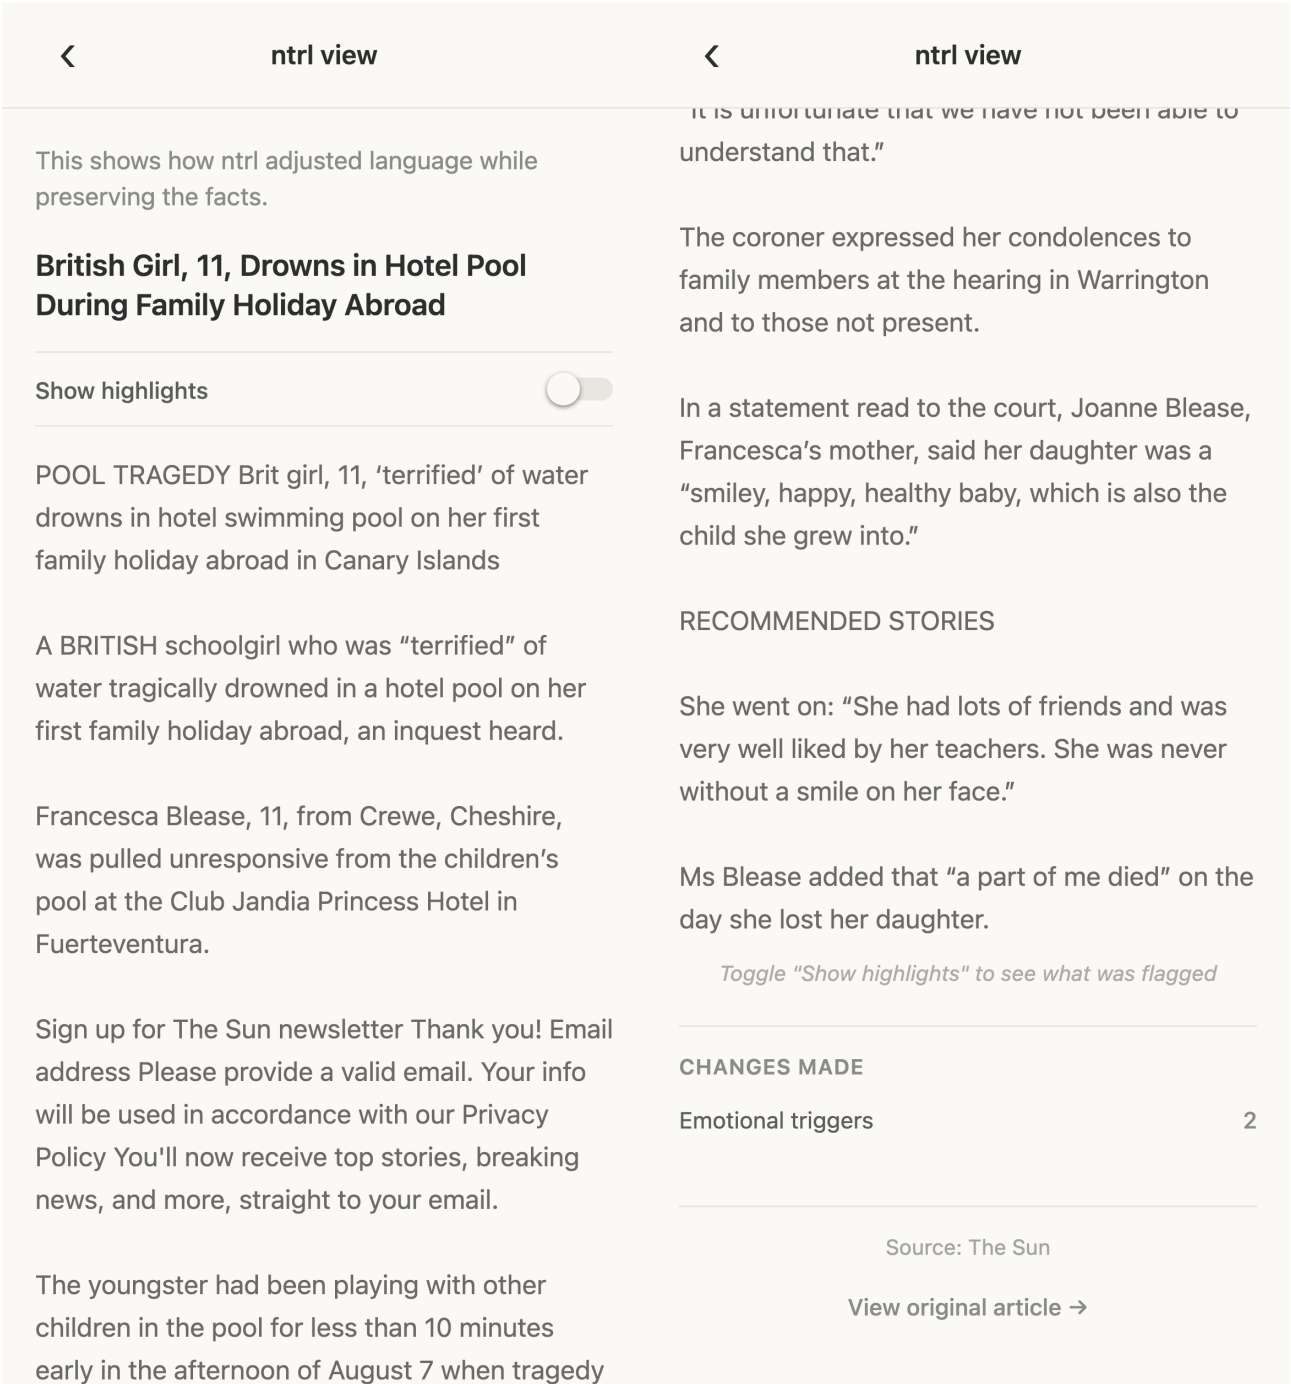 ntrl view
This shows how ntrl adjusted language while
preserving the facts.
British Girl, 11, Drowns in Hotel Pool
During Family Holiday Abroad
Show highlights
POOL TRAGEDY Brit girl, 11, ‘terrified’ of water
drowns in hotel swimming pool on her first
family holiday abroad in Canary Islands
A BRITISH schoolgirl who was “terrified” of
water tragically drowned in a hotel pool on her
first family holiday abroad, an inquest heard.
Francesca Blease, 11, from Crewe, Cheshire,
was pulled unresponsive from the children’s
pool at the Club Jandia Princess Hotel in
Fuerteventura.
Sign up for The Sun newsletter Thank you! Email
address Please provide a valid email. Your info
will be used in accordance with our Privacy
Policy You'll now receive top stories, breaking
news, and more, straight to your email.
The youngster had been playing with other
children in the pool for less than 10 minutes
early in the afternoon of August 7 when tragedy
ntrl view
“It is unfortunate that we have not been able to
understand that.”
The coroner expressed her condolences to
family members at the hearing in Warrington
and to those not present.
In a statement read to the court, Joanne Blease,
Francesca’s mother, said her daughter was a
“smiley, happy, healthy baby, which is also the
child she grew into.”
RECOMMENDED STORIES
She went on: “She had lots of friends and was
very well liked by her teachers. She was never
without a smile on her face.”
Ms Blease added that “a part of me died” on the
day she lost her daughter.
Toggle "Show highlights" to see what was flagged
CHANGES MADE
Emotional triggers 2
Source: The Sun
View original article →